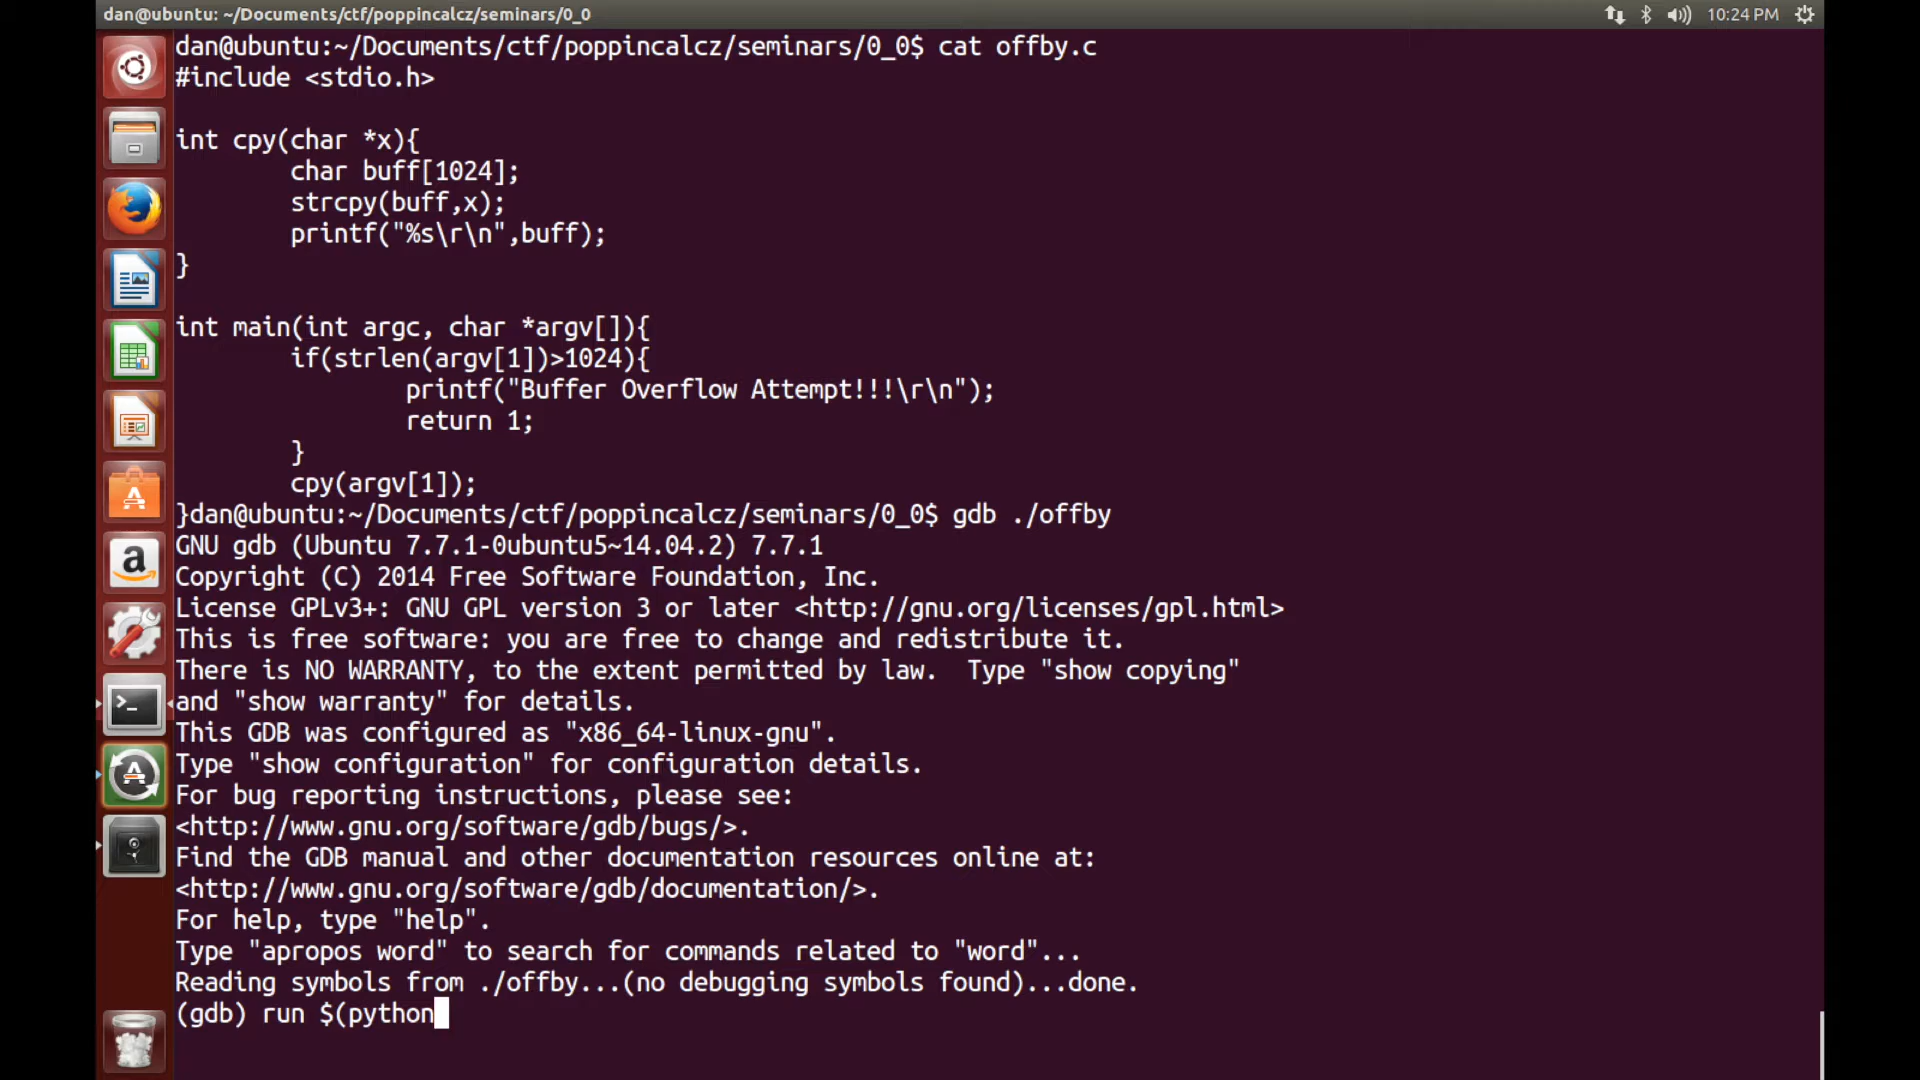 dan@ubuntu: ~/Documents/ctf/poppincalcz/seminars/0_0
10:24 PM
dan@ubuntu:~/Documents/ctf/poppincalcz/seminars/0_0$ cat offby.c
#include <stdio.h>

int cpy(char *x){
        char buff[1024];
        strcpy(buff,x);
        printf("%s\r\n",buff);
}

int main(int argc, char *argv[]){
        if(strlen(argv[1])>1024){
                printf("Buffer Overflow Attempt!!!\r\n");
                return 1;
        }
        cpy(argv[1]);
}dan@ubuntu:~/Documents/ctf/poppincalcz/seminars/0_0$ gdb ./offby
GNU gdb (Ubuntu 7.7.1-0ubuntu5~14.04.2) 7.7.1
Copyright (C) 2014 Free Software Foundation, Inc.
License GPLv3+: GNU GPL version 3 or later <http://gnu.org/licenses/gpl.html>
This is free software: you are free to change and redistribute it.
There is NO WARRANTY, to the extent permitted by law.  Type "show copying"
and "show warranty" for details.
This GDB was configured as "x86_64-linux-gnu".
Type "show configuration" for configuration details.
For bug reporting instructions, please see:
<http://www.gnu.org/software/gdb/bugs/>.
Find the GDB manual and other documentation resources online at:
<http://www.gnu.org/software/gdb/documentation/>.
For help, type "help".
Type "apropos word" to search for commands related to "word"...
Reading symbols from ./offby...(no debugging symbols found)...done.
(gdb) run $(python